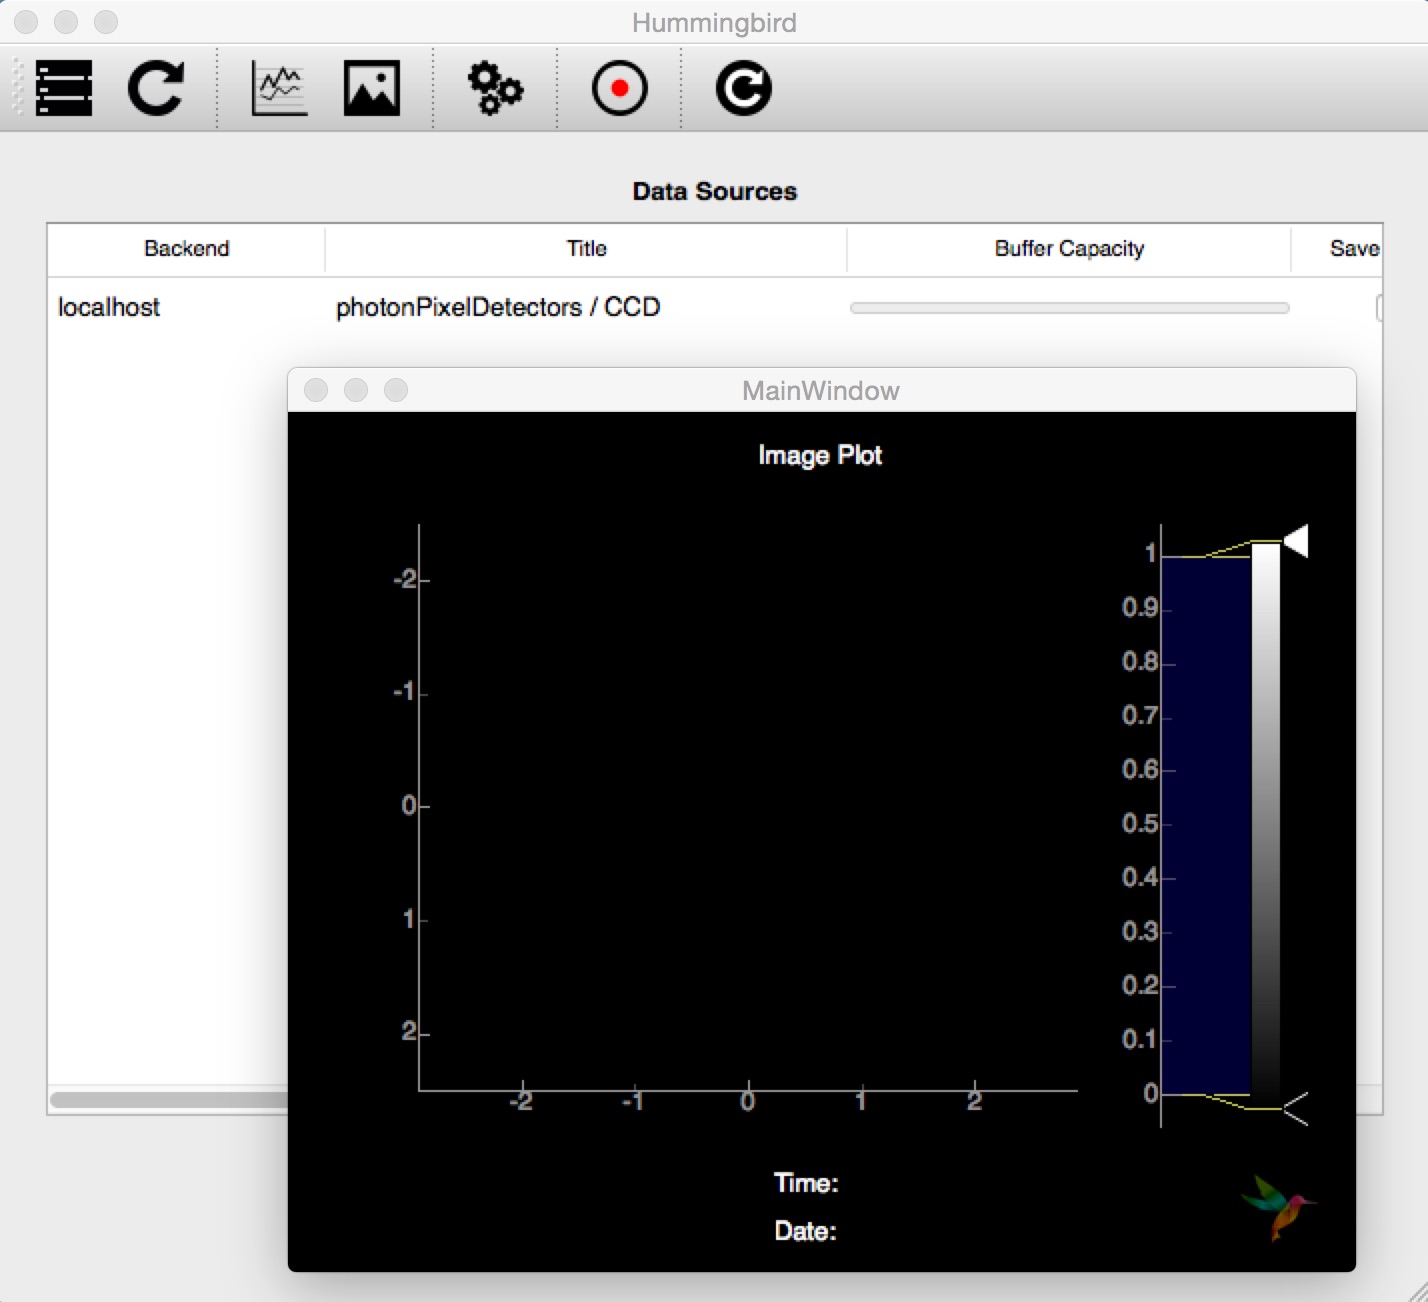 Hummingbird
Data Sources
Backend Title Buffer Capacity Save
localhost photonPixelDetectors / CCD
MainWindow
Image Plot
-2
-1
0
1
2
-2 -1 0 1 2
1
0.9
0.8
0.7
0.6
0.5
0.4
0.3
0.2
0.1
0
Time:
Date: